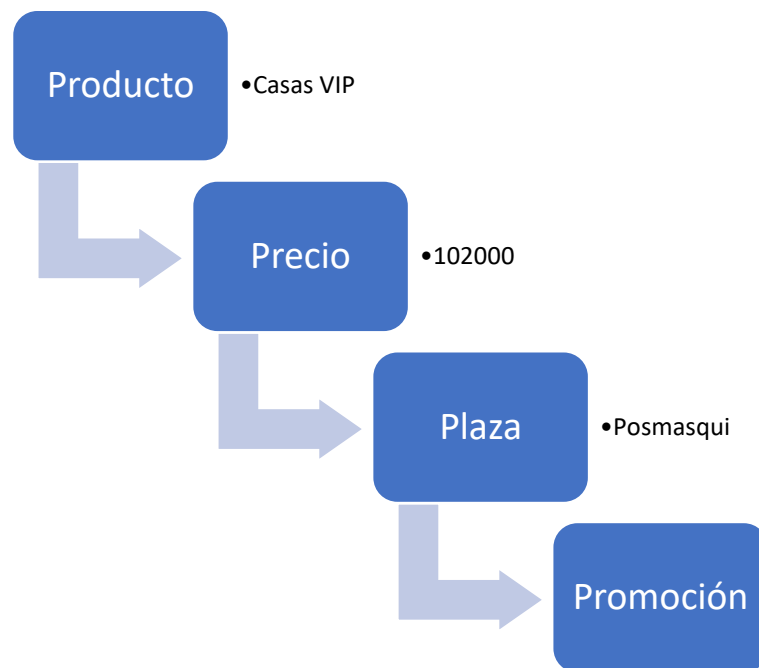 Producto
•Casas VIP
Precio
•102000
Plaza
•Posmasqui
Promoción